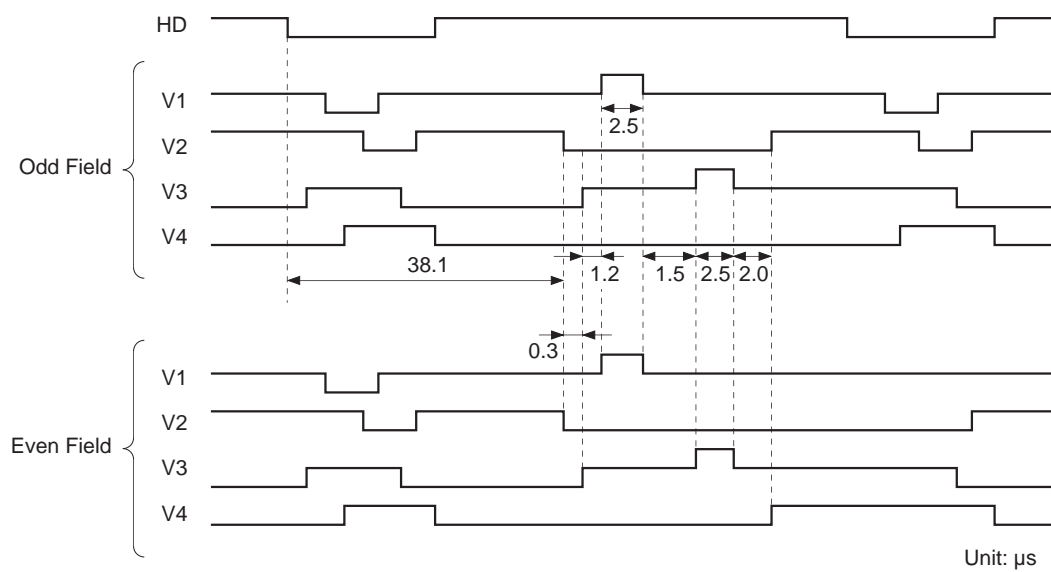 HD
V1
2.5
V2
Odd Field
V3
V4
38.1
1.2
1.5
2.5
2.0
0.3
V1
V2
Even Field
V3
V4
Unit: μs